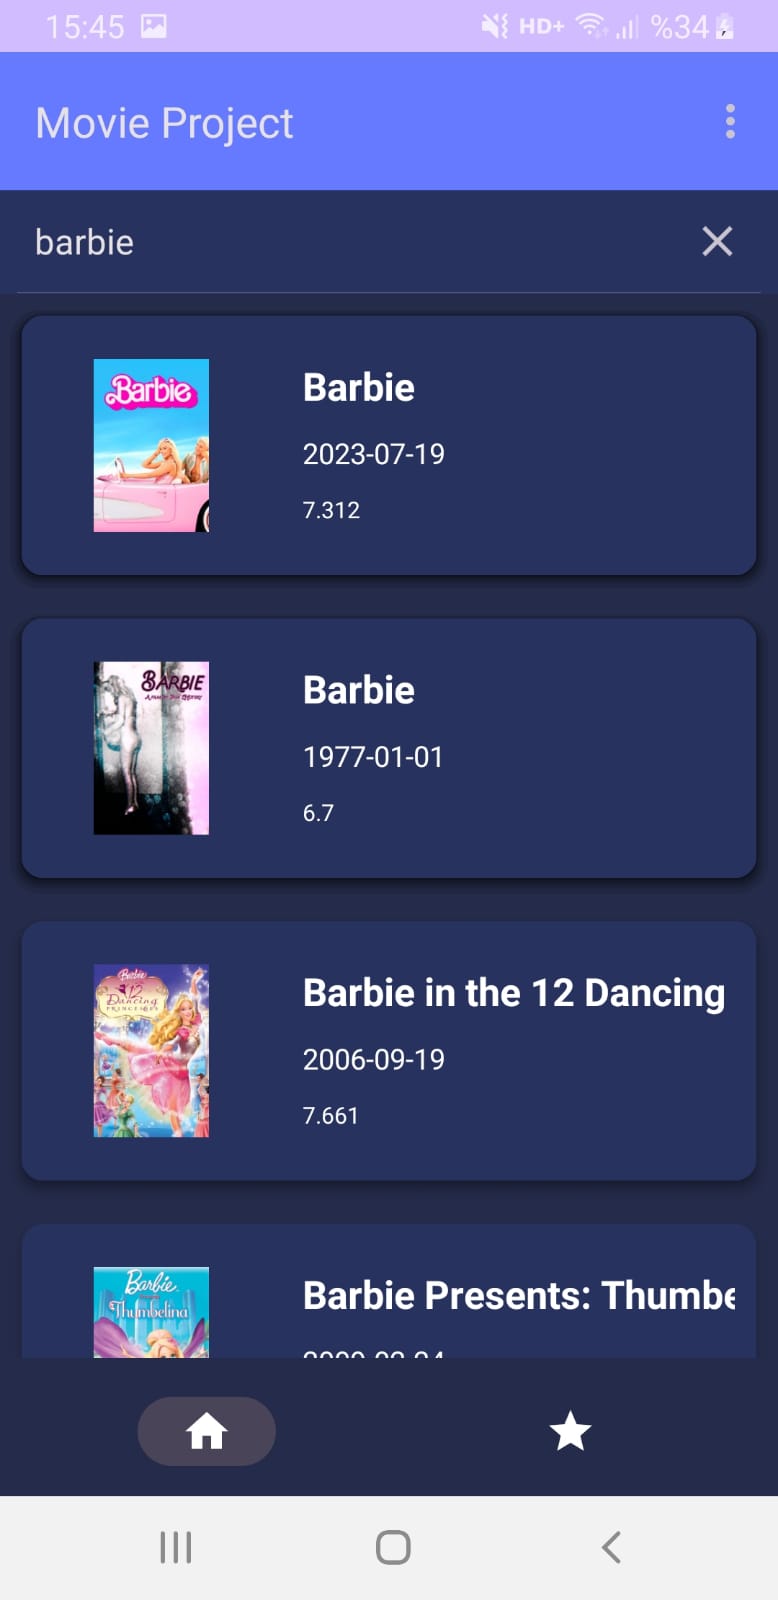 15:45 HD+ %34
Movie Project
barbie
Barbie
Barbie
2023-07-19
7.312
BARBIE
Barbie
1977-01-01
6.7
Barbie
12
Dancing
PRINCESSES
Barbie in the 12 Dancing
2006-09-19
7.661
Barbie
Thumbelina
Barbie Presents: Thumbe